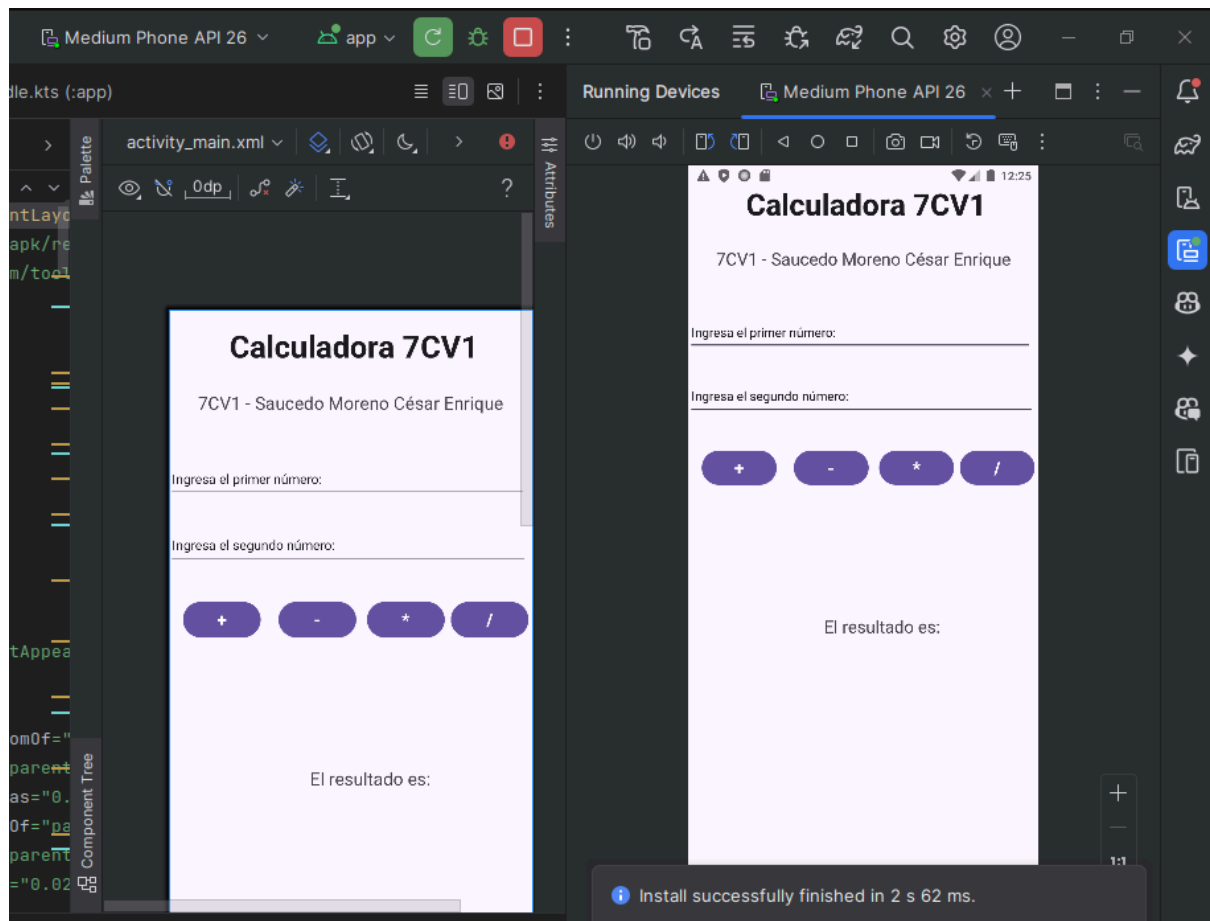 Medium Phone API 26
app
dle.kts (:app)
Running Devices
Medium Phone API 26
Palette
activity_main.xml
Attributes
0dp
?
ntLayo
apk/re
m/tool
tAppea
omOf="
parent
as="0.
Of="pa
parent
="0.02
Component Tree
Calculadora 7CV1
7CV1 - Saucedo Moreno César Enrique
Ingresa el primer número:
Ingresa el segundo número:
+ - * /
El resultado es:
12:25
Calculadora 7CV1
7CV1 - Saucedo Moreno César Enrique
Ingresa el primer número:
Ingresa el segundo número:
+ - * /
El resultado es:
1:1
Install successfully finished in 2 s 62 ms.